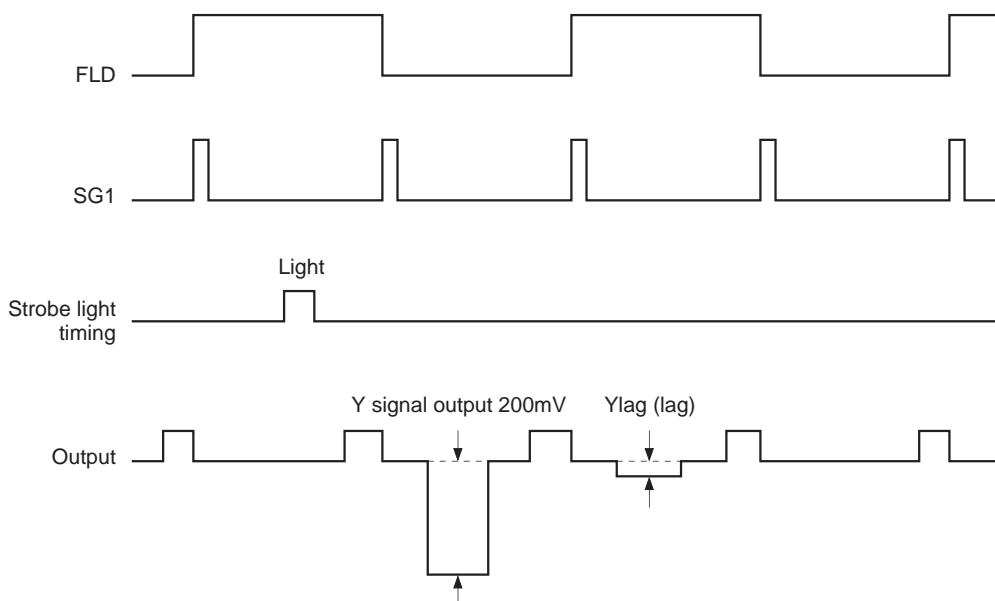 FLD
SG1
Light
Strobe light
timing
Y signal output 200mV
Ylag (lag)
Output